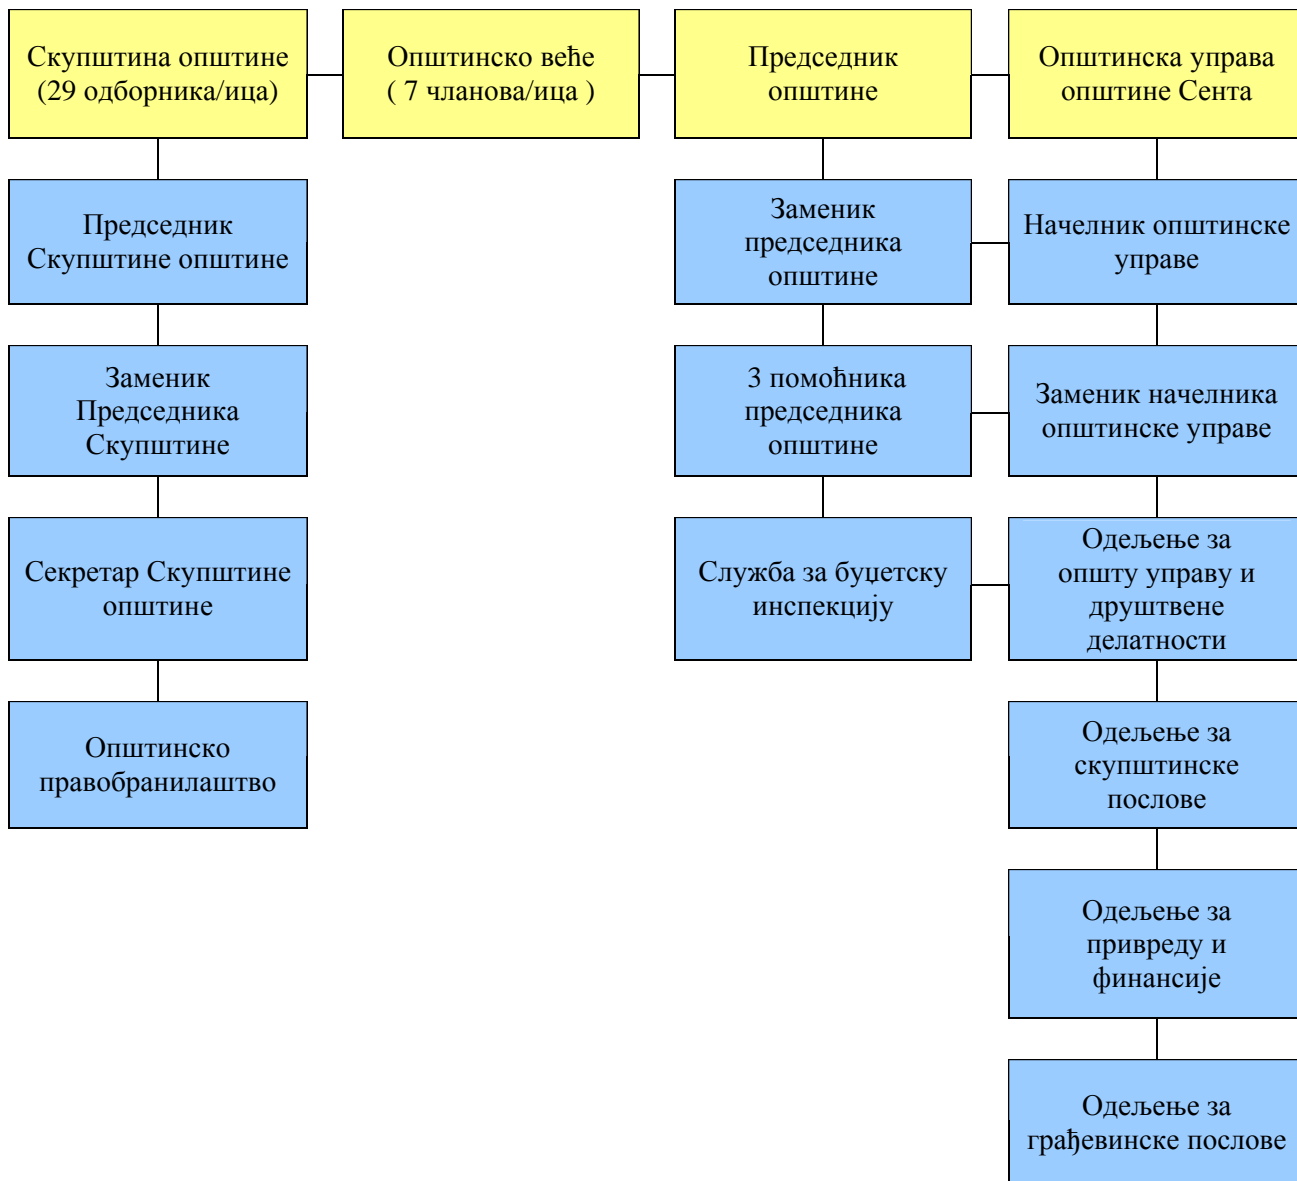 Скупштина општине
(29 одборника/ица)
Општинско веће
( 7 чланова/ица )
Председник
општине
Општинска управа
општине Сента
Председник
Скупштине општине
Заменик
председника
општине
Начелник општинске
управе
Заменик
Председника
Скупштине
3 помоћника
председника
општине
Заменик начелника
општинске управе
Секретар Скупштине
општине
Служба за буџетску
инспекцију
Одељење за
општу управу и
друштвене
делатности
Општинско
правобранилаштво
Одељење за
скупштинске
послове
Одељење за
привреду и
финансије
Одељење за
грађевинске послове